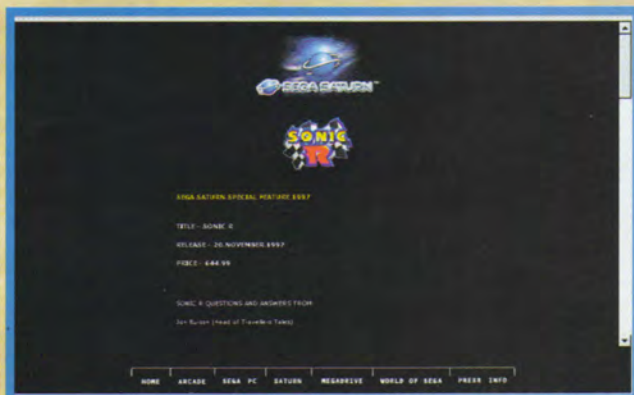 SEGA SATURN™
SONIC
R
SEGA SATURN SPECIAL FEATURE 1997
TITLE - SONIC R
RELEASE - 20 NOVEMBER 1997
PRICE - £44.99
SONIC R QUESTIONS AND ANSWERS FROM
Jon Burton (Head of Travellers Tales)
HOME ARCADE SEGA PC SATURN MEGADRIVE WORLD OF SEGA PRESS INFO